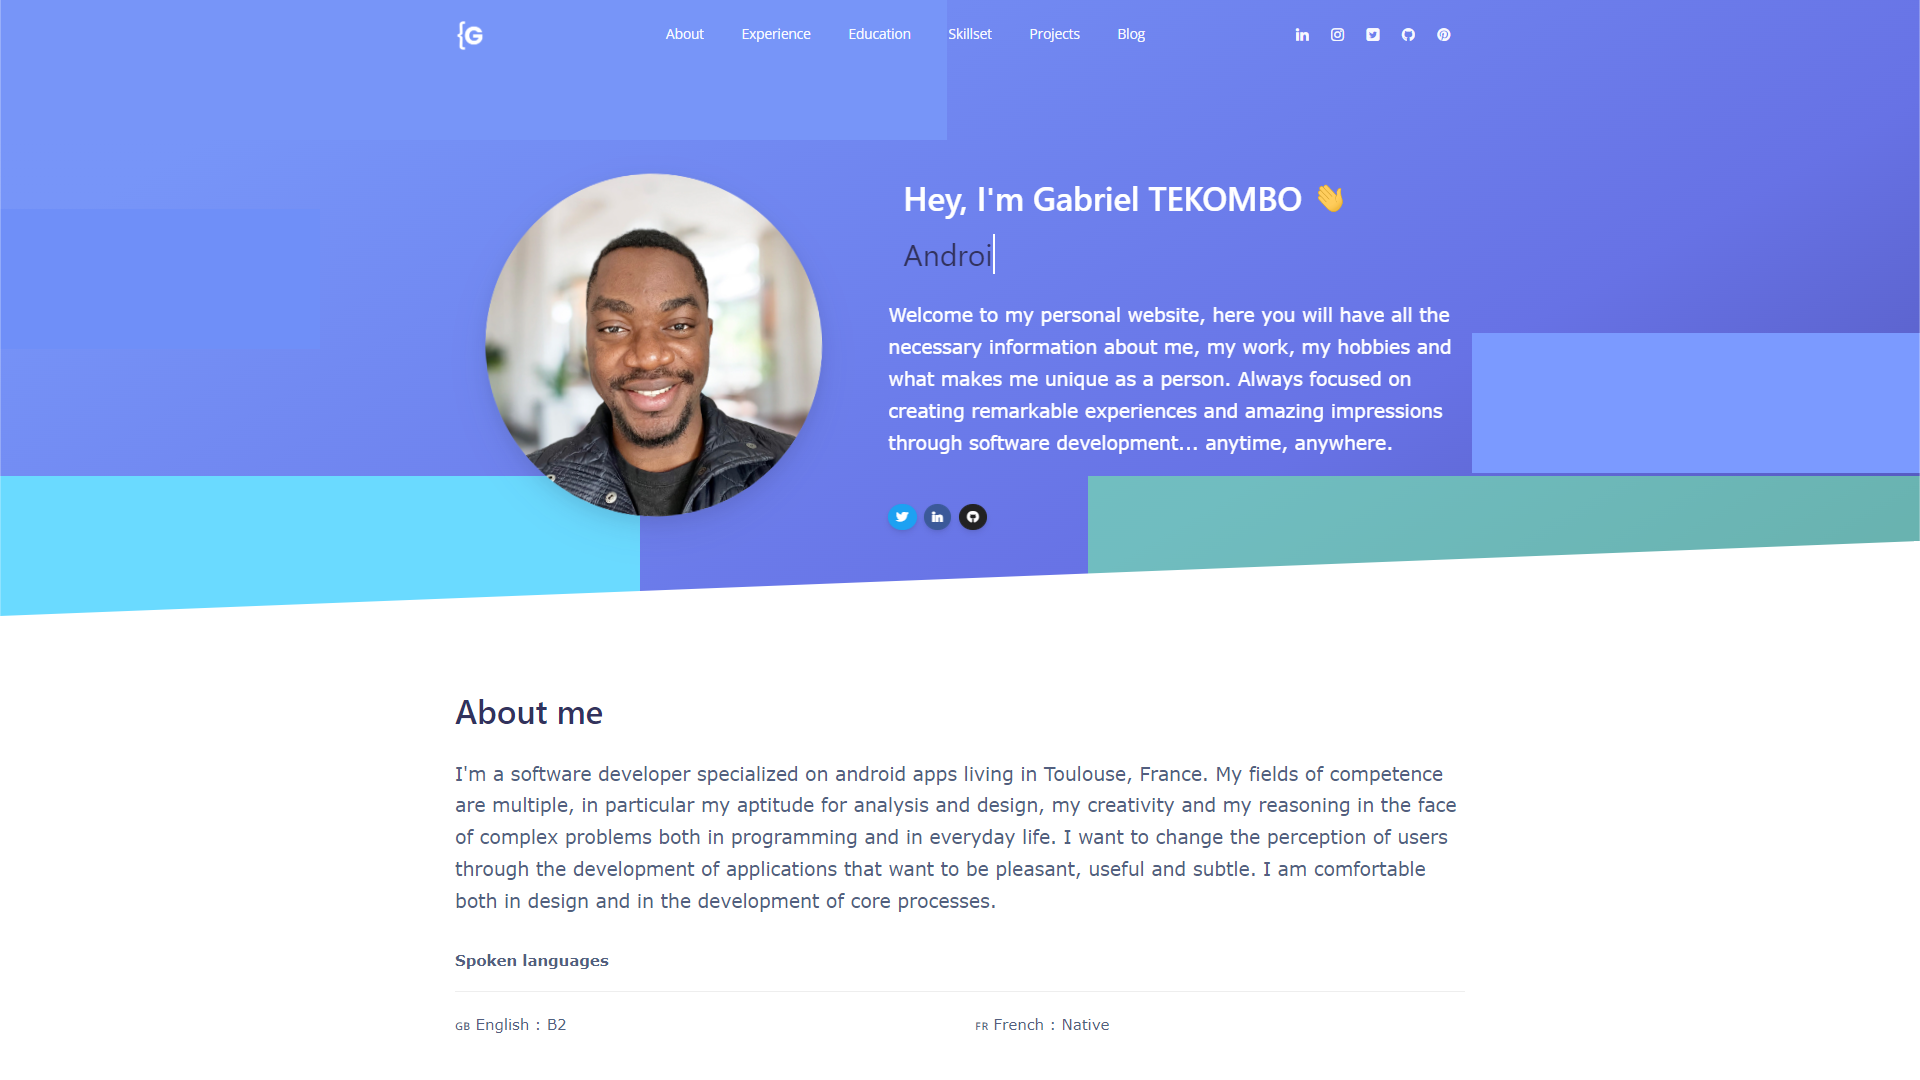 {G
About Experience Education Skillset Projects Blog
Hey, I'm Gabriel TEKOMBO 👋
Androi
Welcome to my personal website, here you will have all the
necessary information about me, my work, my hobbies and
what makes me unique as a person. Always focused on
creating remarkable experiences and amazing impressions
through software development... anytime, anywhere.
About me
I'm a software developer specialized on android apps living in Toulouse, France. My fields of competence
are multiple, in particular my aptitude for analysis and design, my creativity and my reasoning in the face
of complex problems both in programming and in everyday life. I want to change the perception of users
through the development of applications that want to be pleasant, useful and subtle. I am comfortable
both in design and in the development of core processes.
Spoken languages
GB English : B2
FR French : Native